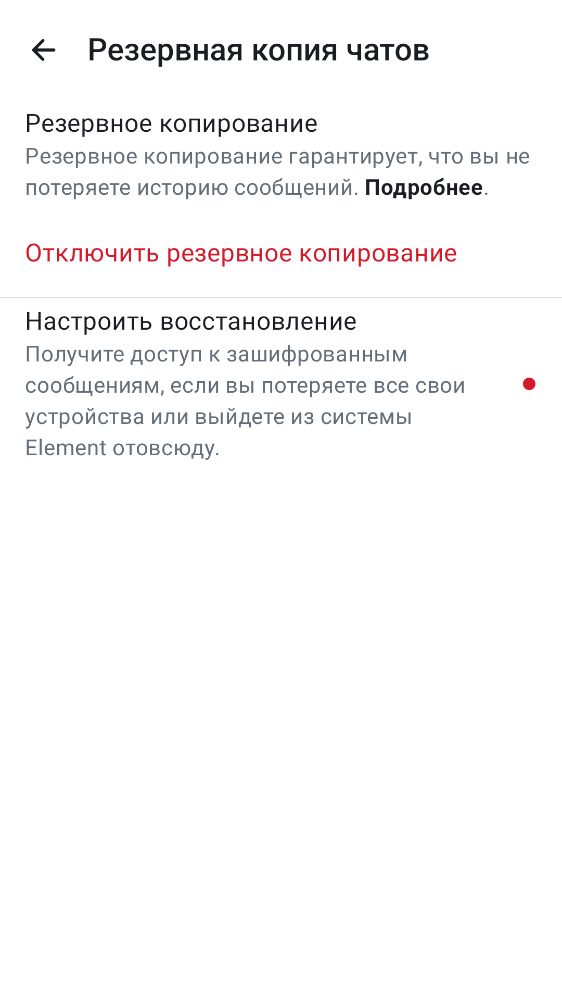 Резервная копия чатов
Резервное копирование
Резервное копирование гарантирует, что вы не
потеряете историю сообщений. Подробнее.
Отключить резервное копирование
Настроить восстановление
Получите доступ к зашифрованным
сообщениям, если вы потеряете все свои
устройства или выйдете из системы
Element отовсюду.